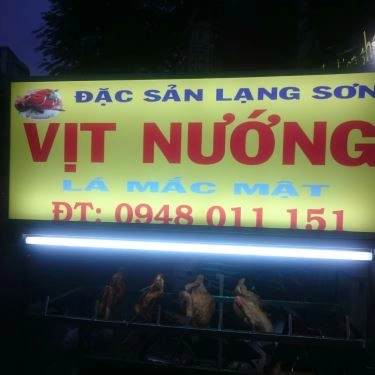 ĐẶC SẢN LẠNG SƠN
VỊT NƯỚNG
LÁ MẮC MẬT
ĐT: 0948 011 151